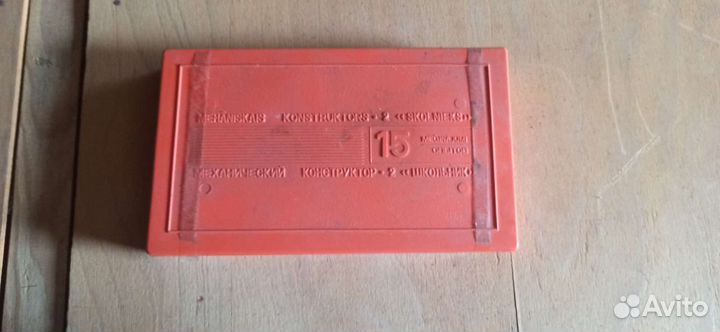 MEHĀNISKAIS KONSTRUKTORS-2 «SKOLNIEKS»
15
МЕХАНИЧЕСКИЙ КОНСТРУКТОР-2 «ШКОЛЬНИК»
Avito